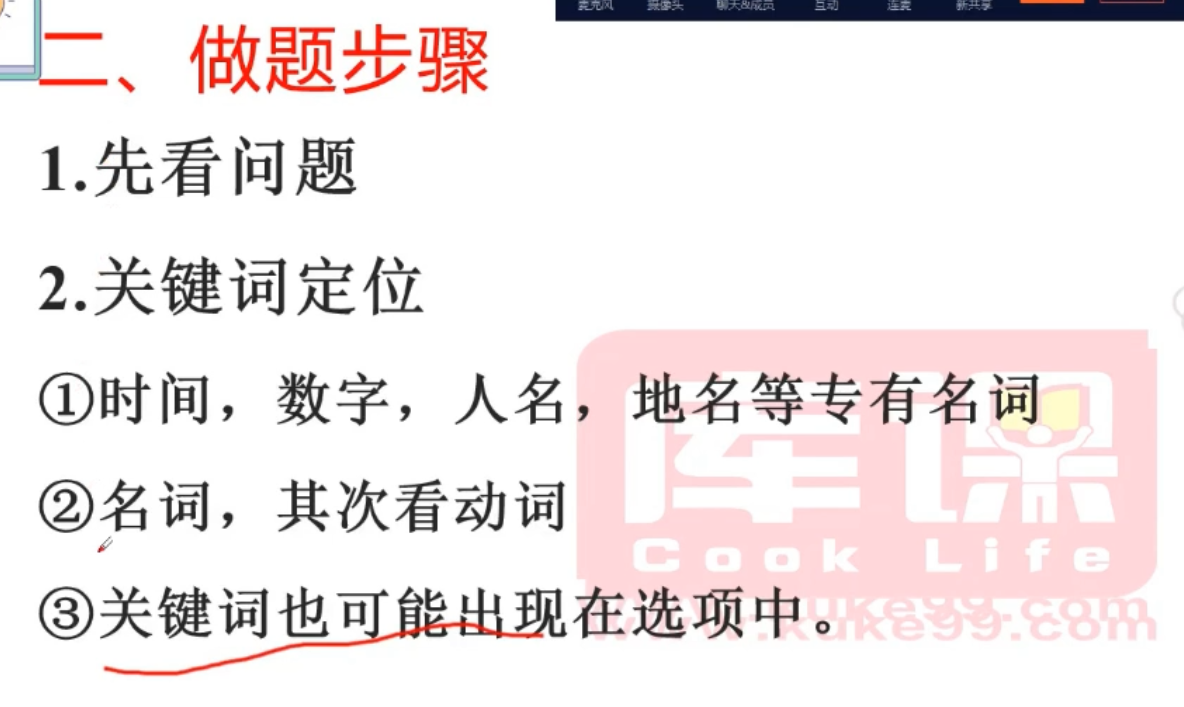 麦克风 摄像头 聊天&成员 互动 连麦 新共享
二、做题步骤
1.先看问题
2.关键词定位
①时间，数字，人名，地名等专有名词
②名词，其次看动词
③关键词也可能出现在选项中。
库课
Cook Life
www.kuke99.com